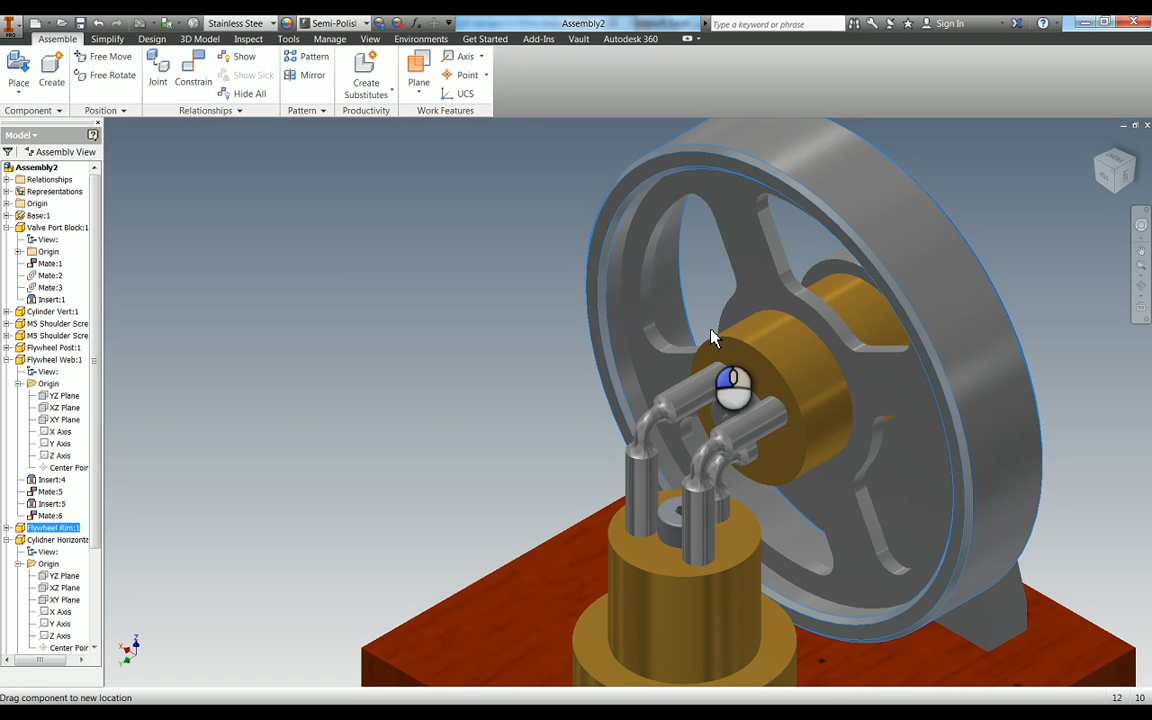 Stainless Stee
Semi-Polis
Assembly2
Type a keyword or phrase
Sign In
PRO
Assemble Simplify Design 3D Model Inspect Tools Manage View Environments Get Started Add-Ins Vault Autodesk 360
Place
Create
Free Move
Free Rotate
Joint
Constrain
Show
Show Sick
Hide All
Pattern
Mirror
Create
Substitutes
Plane
Axis
Point
UCS
Component Position Relationships Pattern Productivity Work Features
Model
Assembly View
Assembly2
Relationships
Representations
Origin
Base:1
Valve Port Block:1
View:
Origin
Mate:1
Mate:2
Mate:3
Insert:1
Cylinder Vert:1
M5 Shoulder Scre
M5 Shoulder Scre
Flywheel Post:1
Flywheel Web:1
View:
Origin
YZ Plane
XZ Plane
XY Plane
X Axis
Y Axis
Z Axis
Center Poir
Insert:4
Mate:5
Insert:5
Mate:6
Flywheel Rim:1
Cylidner Horizonta
View:
Origin
YZ Plane
XZ Plane
XY Plane
X Axis
Y Axis
Z Axis
Center Poir
Z
X
Y
Drag component to new location
12 10